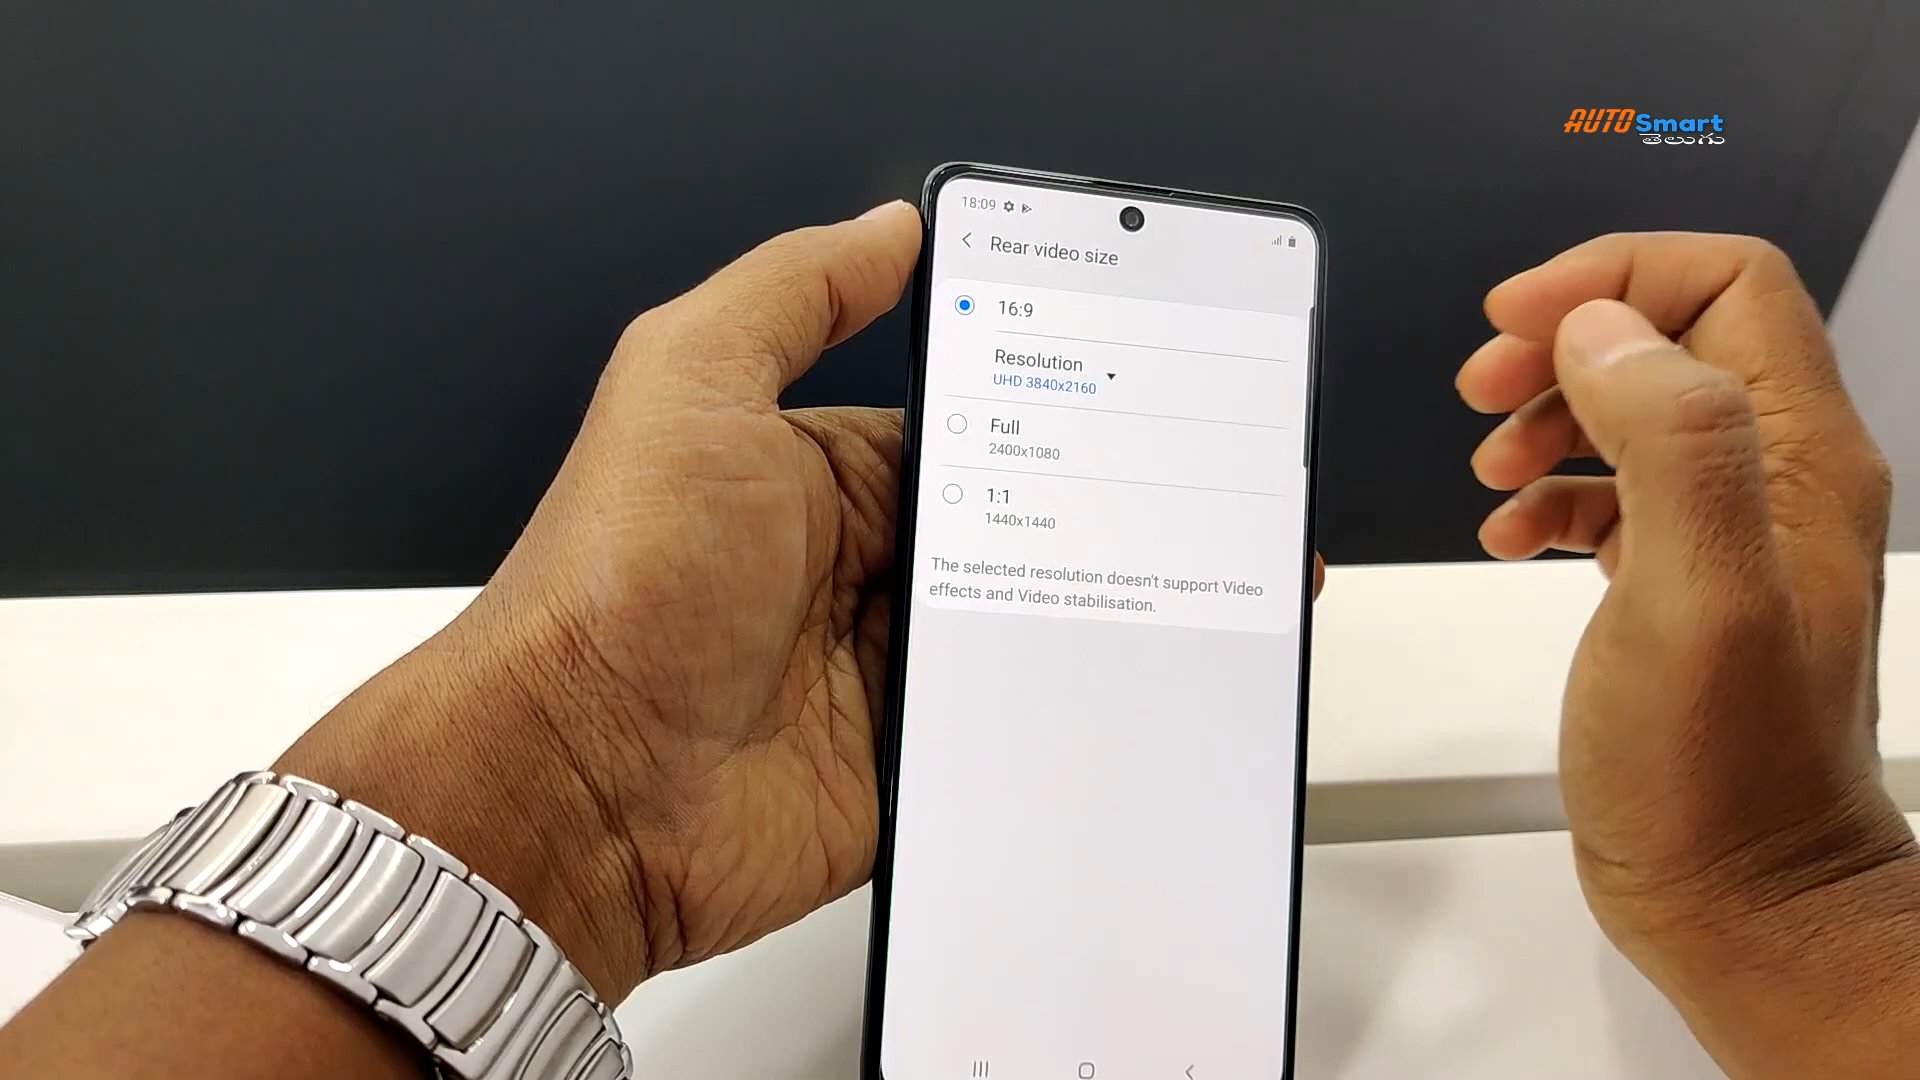 AUTO Smart
తెలుగు
18:09
Rear video size
16:9
Resolution
UHD 3840x2160
Full
2400x1080
1:1
1440x1440
The selected resolution doesn't support Video
effects and Video stabilisation.